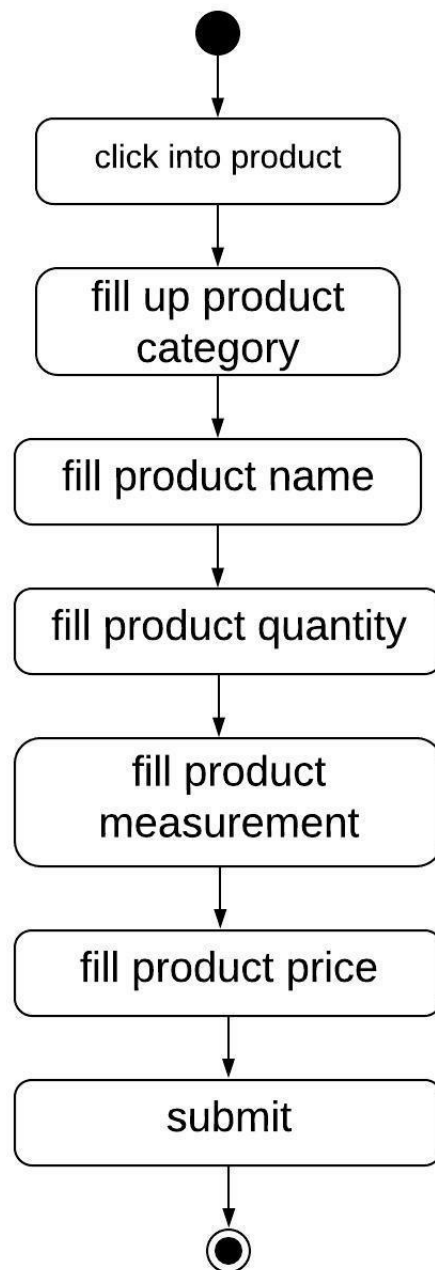 click into product
fill up product
category
fill product name
fill product quantity
fill product
measurement
fill product price
submit